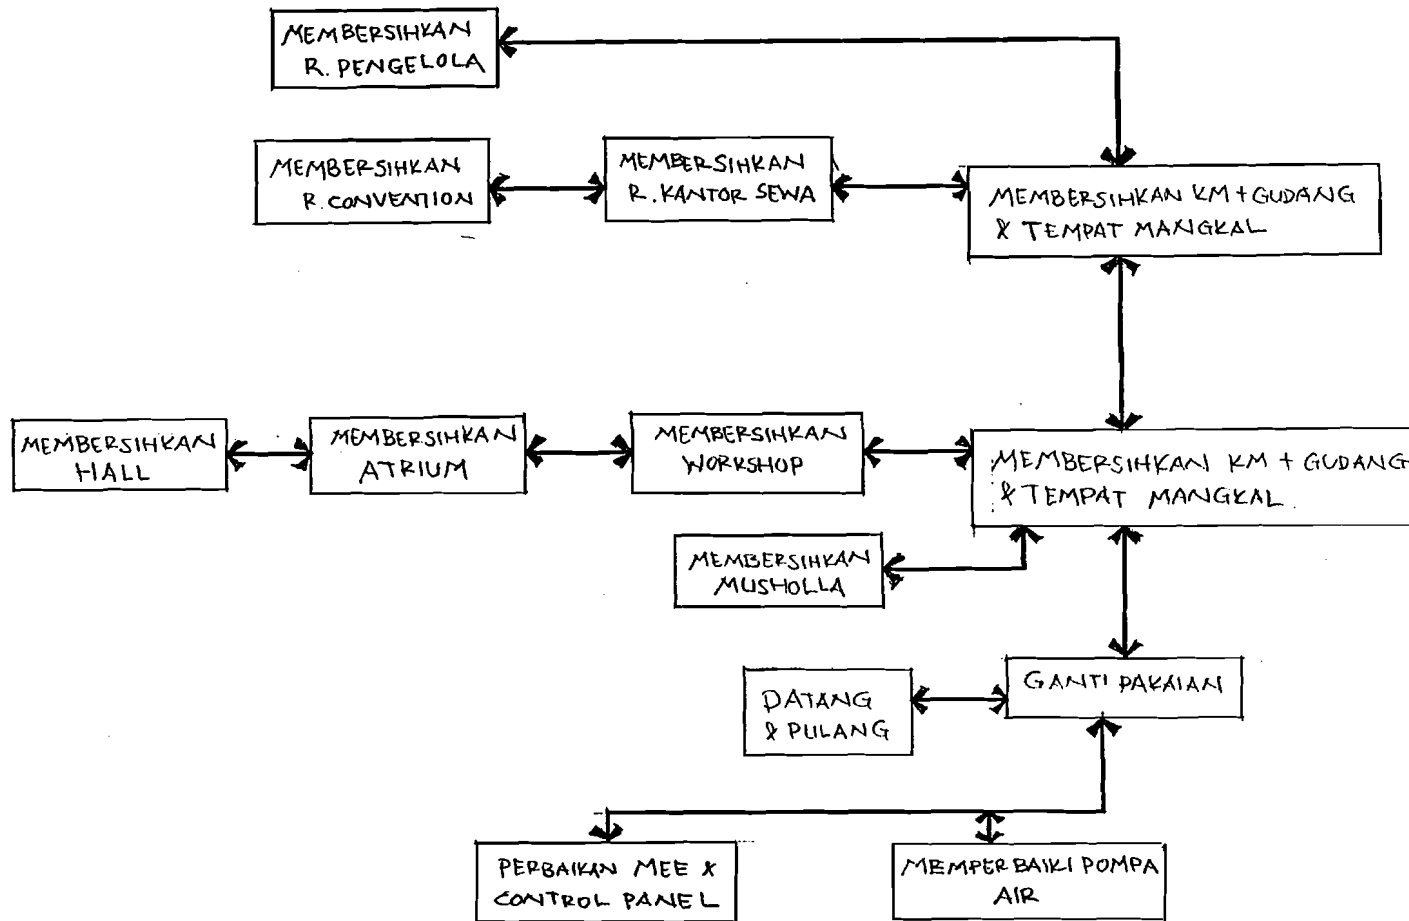 MEMBERSIHKAN
R. PENGELOLA
MEMBERSIHKAN
R. CONVENTION
MEMBERSIHKAN
R. KANTOR SEWA
MEMBERSIHKAN KM + GUDANG
& TEMPAT MANGKAL
MEMBERSIHKAN
HALL
MEMBERSIHKAN
ATRIUM
MEMBERSIHKAN
WORKSHOP
MEMBERSIHKAN KM + GUDANG
& TEMPAT MANGKAL
MEMBERSIHKAN
MUSHOLLA
DATANG
& PULANG
GANTI PAKAIAN
PERBAIKAN MEE &
CONTROL PANEL
MEMPERBAIKI POMPA
AIR